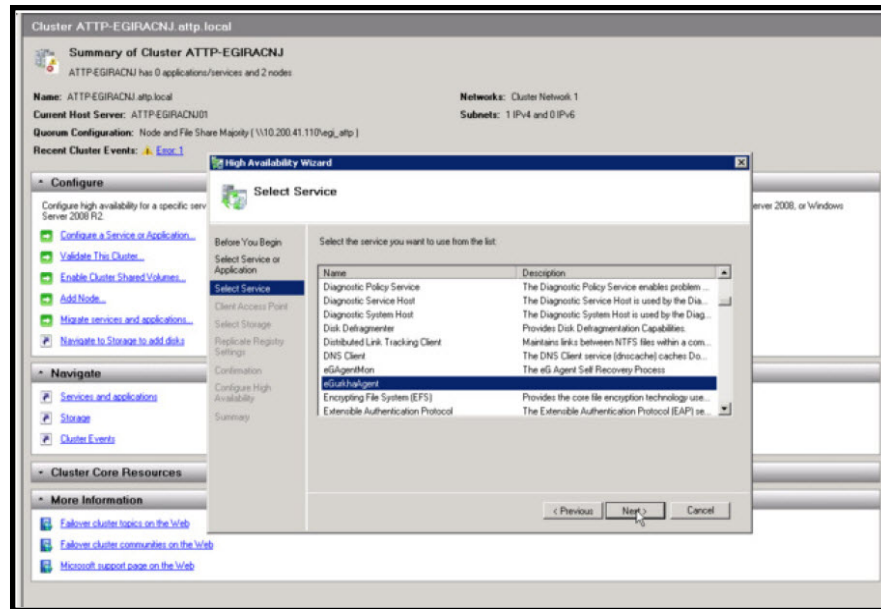 Cluster ATTP-EGIRACNJ.attp.local
Summary of Cluster ATTP-EGIRACNJ
ATTP-EGIRACNJ has 0 applications/services and 2 nodes
Name: ATTP-EGIRACNJ.attp.local
Networks: Cluster Network 1
Current Host Server: ATTP-EGIRACNJ01
Subnets: 1 IPv4 and 0 IPv6
Quorum Configuration: Node and File Share Majority (\\10.200.41.110\egi_attp)
Recent Cluster Events: Error: 1
High Availability Wizard
Select Service
Configure
Configure high availability for a specific serv
erver 2008, or Windows
Server 2008 R2.
Configure a Service or Application...
Validate This Cluster...
Enable Cluster Shared Volumes...
Add Node...
Migrate services and applications...
Navigate to Storage to add disks
Navigate
Services and applications
Storage
Cluster Events
Cluster Core Resources
More Information
Failover cluster topics on the Web
Failover cluster communities on the Web
Microsoft support page on the Web
Before You Begin
Select Service or
Application
Select Service
Client Access Point
Select Storage
Replicate Registry
Settings
Confirmation
Configure High
Availability
Summary
Select the service you want to use from the list:
Name Description
Diagnostic Policy Service The Diagnostic Policy Service enables problem ...
Diagnostic Service Host The Diagnostic Service Host is used by the Dia...
Diagnostic System Host The Diagnostic System Host is used by the Diag...
Disk Defragmenter Provides Disk Defragmentation Capabilities.
Distributed Link Tracking Client Maintains links between NTFS files within a com...
DNS Client The DNS Client service (dnscache) caches Do...
eGAgentMon The eG Agent Self Recovery Process
eGurkhaAgent
Encrypting File System (EFS) Provides the core file encryption technology use...
Extensible Authentication Protocol The Extensible Authentication Protocol (EAP) se...
< Previous Next > Cancel